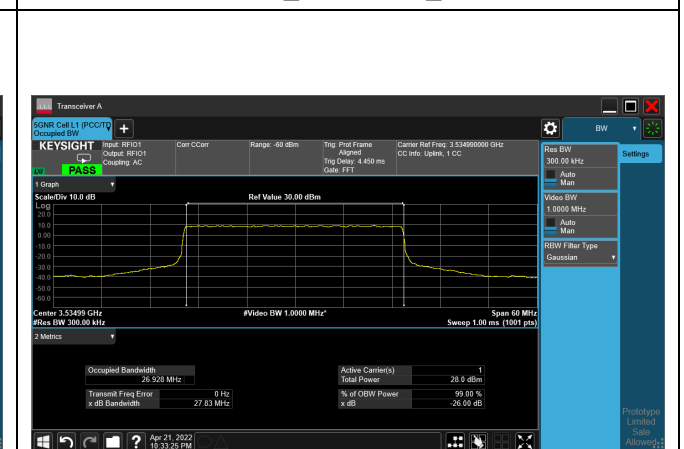 Transceiver A
5GNR Cell L1 (PCC/TD
Occupied BW
KEYSIGHT
LXI
PASS
Input: RFIO1
Output: RFIO1
Coupling: AC
Corr CCorr
Range: -60 dBm
Trig: Prot Frame
Aligned
Trig Delay: 4.450 ms
Gate: FFT
Carrier Ref Freq: 3.534990000 GHz
CC Info: Uplink, 1 CC
BW
Res BW
300.00 kHz
Auto
Man
Video BW
1.0000 MHz
Auto
Man
RBW Filter Type
Gaussian
Settings
1 Graph
Scale/Div 10.0 dB
Ref Value 30.00 dBm
Log
20.0
10.0
0.00
-10.0
-20.0
-30.0
-40.0
-50.0
-60.0
Center 3.53499 GHz
#Res BW 300.00 kHz
#Video BW 1.0000 MHz*
Span 60 MHz
Sweep 1.00 ms (1001 pts)
2 Metrics
Occupied Bandwidth
26.928 MHz
Active Carrier(s) 1
Total Power 28.0 dBm
Transmit Freq Error 0 Hz
x dB Bandwidth 27.83 MHz
% of OBW Power 99.00 %
x dB -26.00 dB
Apr 21, 2022
10:33:25 PM
Prototype
Limited
Sale
Allowed